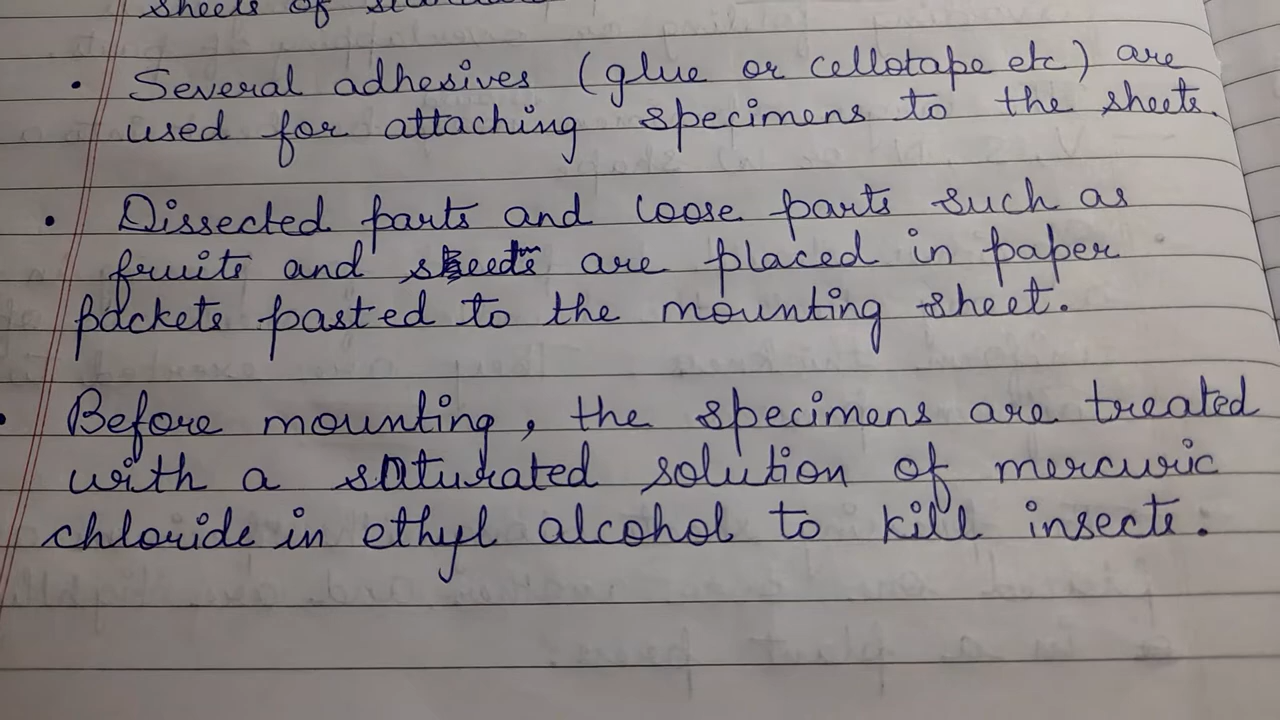 sheets of
• Several adhesives (glue or cellotape etc) are
used for attaching specimens to the sheets.
• Dissected parts and loose parts such as
fruits and seeds are placed in paper
packets pasted to the mounting sheet.
• Before mounting, the specimens are treated
with a saturated solution of mercuric
chloride in ethyl alcohol to kill insects.